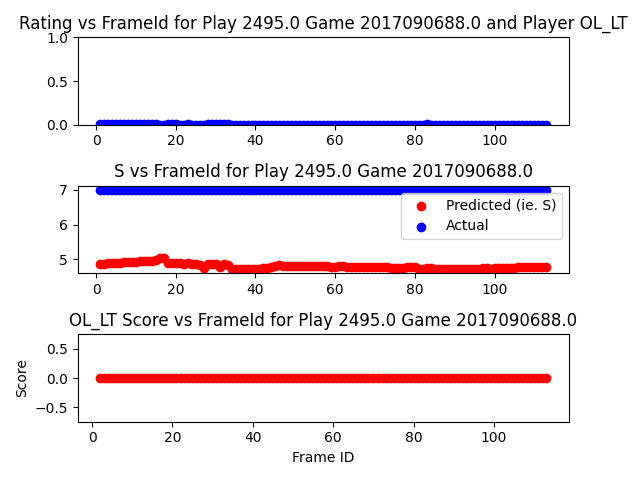 Rating vs FrameId for Play 2495.0 Game 2017090688.0 and Player OL_LT
1.0
0.5
0.0
0 20 40 60 80 100
S vs FrameId for Play 2495.0 Game 2017090688.0
7
6
5
Predicted (ie. S)
Actual
0 20 40 60 80 100
OL_LT Score vs FrameId for Play 2495.0 Game 2017090688.0
Score
0.5
0.0
−0.5
0 20 40 60 80 100
Frame ID